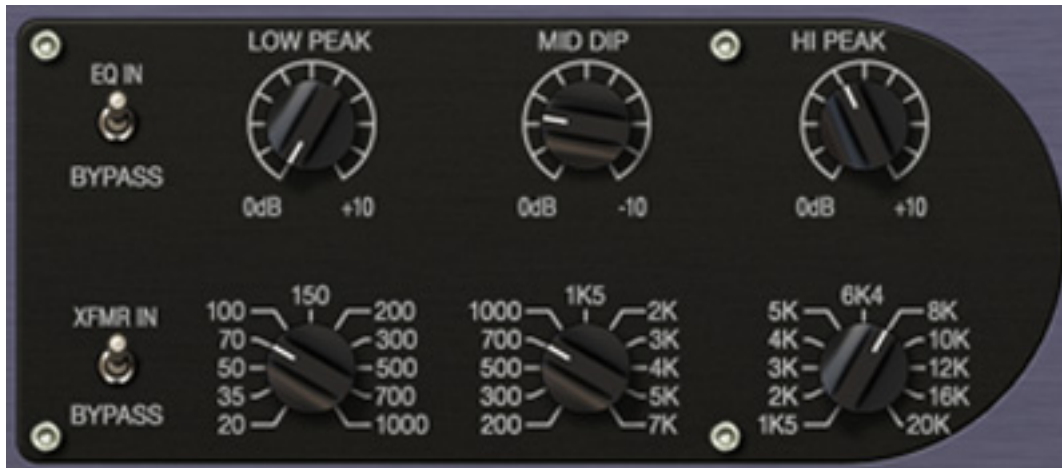 LOW PEAK
MID DIP
HI PEAK
EQ IN
BYPASS
0dB
+10
0dB
-10
0dB
+10
XFMR IN
BYPASS
150
100
200
70
300
50
500
35
700
20
1000
1K5
1000
2K
700
3K
500
4K
300
5K
200
7K
6K4
5K
8K
4K
10K
3K
12K
2K
16K
1K5
20K